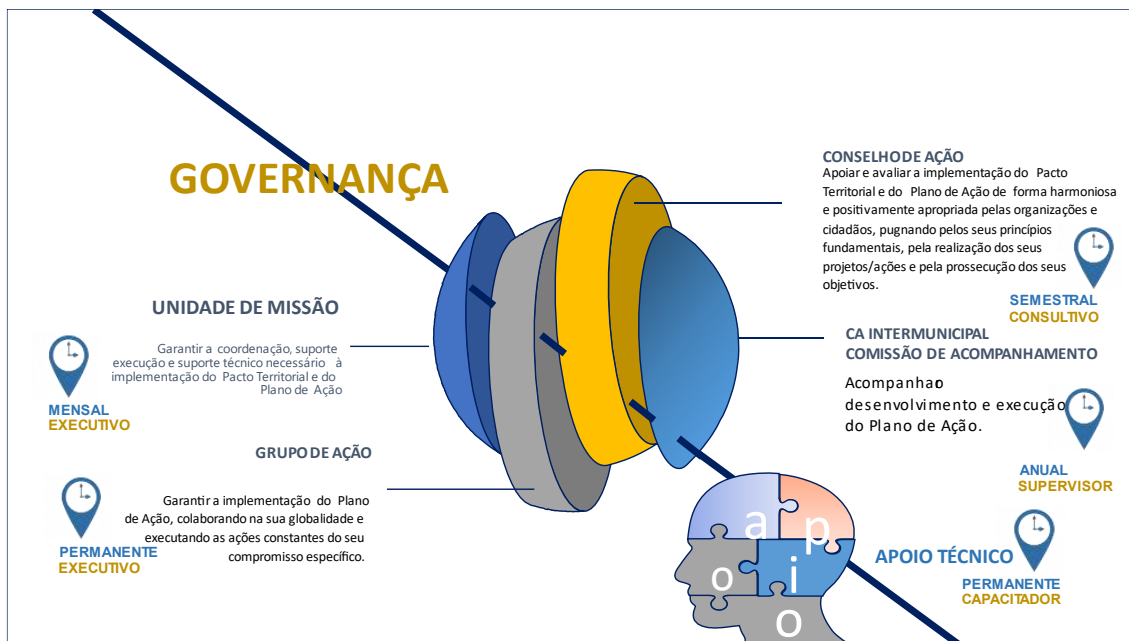 GOVERNANÇA
UNIDADE DE MISSÃO
Garantir a coordenação, suporte
execução e suporte técnico necessário à
implementação do Pacto Territorial e do
Plano de Ação
MENSAL
EXECUTIVO
GRUPO DE AÇÃO
Garantir a implementação do Plano
de Ação, colaborando na sua globalidade e
executando as ações constantes do seu
compromisso específico.
PERMANENTE
EXECUTIVO
CONSELHO DE AÇÃO
Apoiar e avaliar a implementação do Pacto
Territorial e do Plano de Ação de forma harmoniosa
e positivamente apropriada pelas organizações e
cidadãos, pugnando pelos seus princípios
fundamentais, pela realização dos seus
projetos/ações e pela prossecução dos seus
objetivos.
SEMESTRAL
CONSULTIVO
CA INTERMUNICIPAL
COMISSÃO DE ACOMPANHAMENTO
Acompanha o
desenvolvimento e execução
do Plano de Ação.
ANUAL
SUPERVISOR
a p
o i
o
APOIO TÉCNICO
PERMANENTE
CAPACITADOR